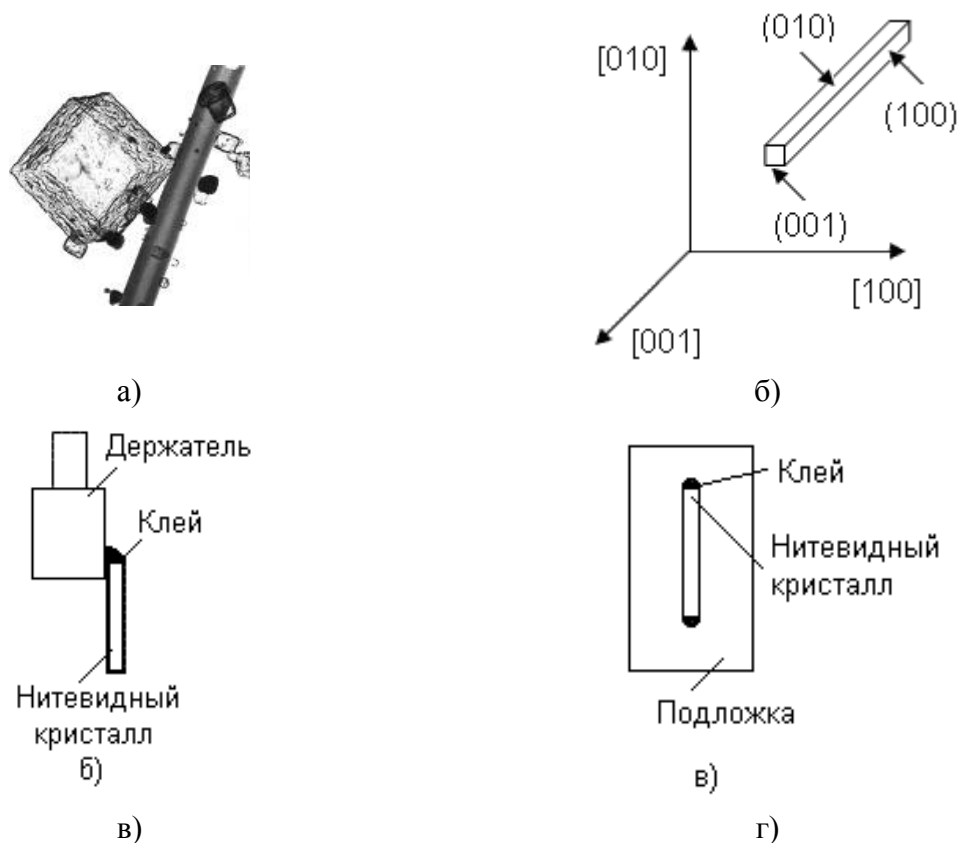 (010)
[010]
(100)
(001)
[100]
[001]
а)
б)
Держатель
Клей
Нитевидный
кристалл
б)
Клей
Нитевидный
кристалл
Подложка
в)
в)
г)